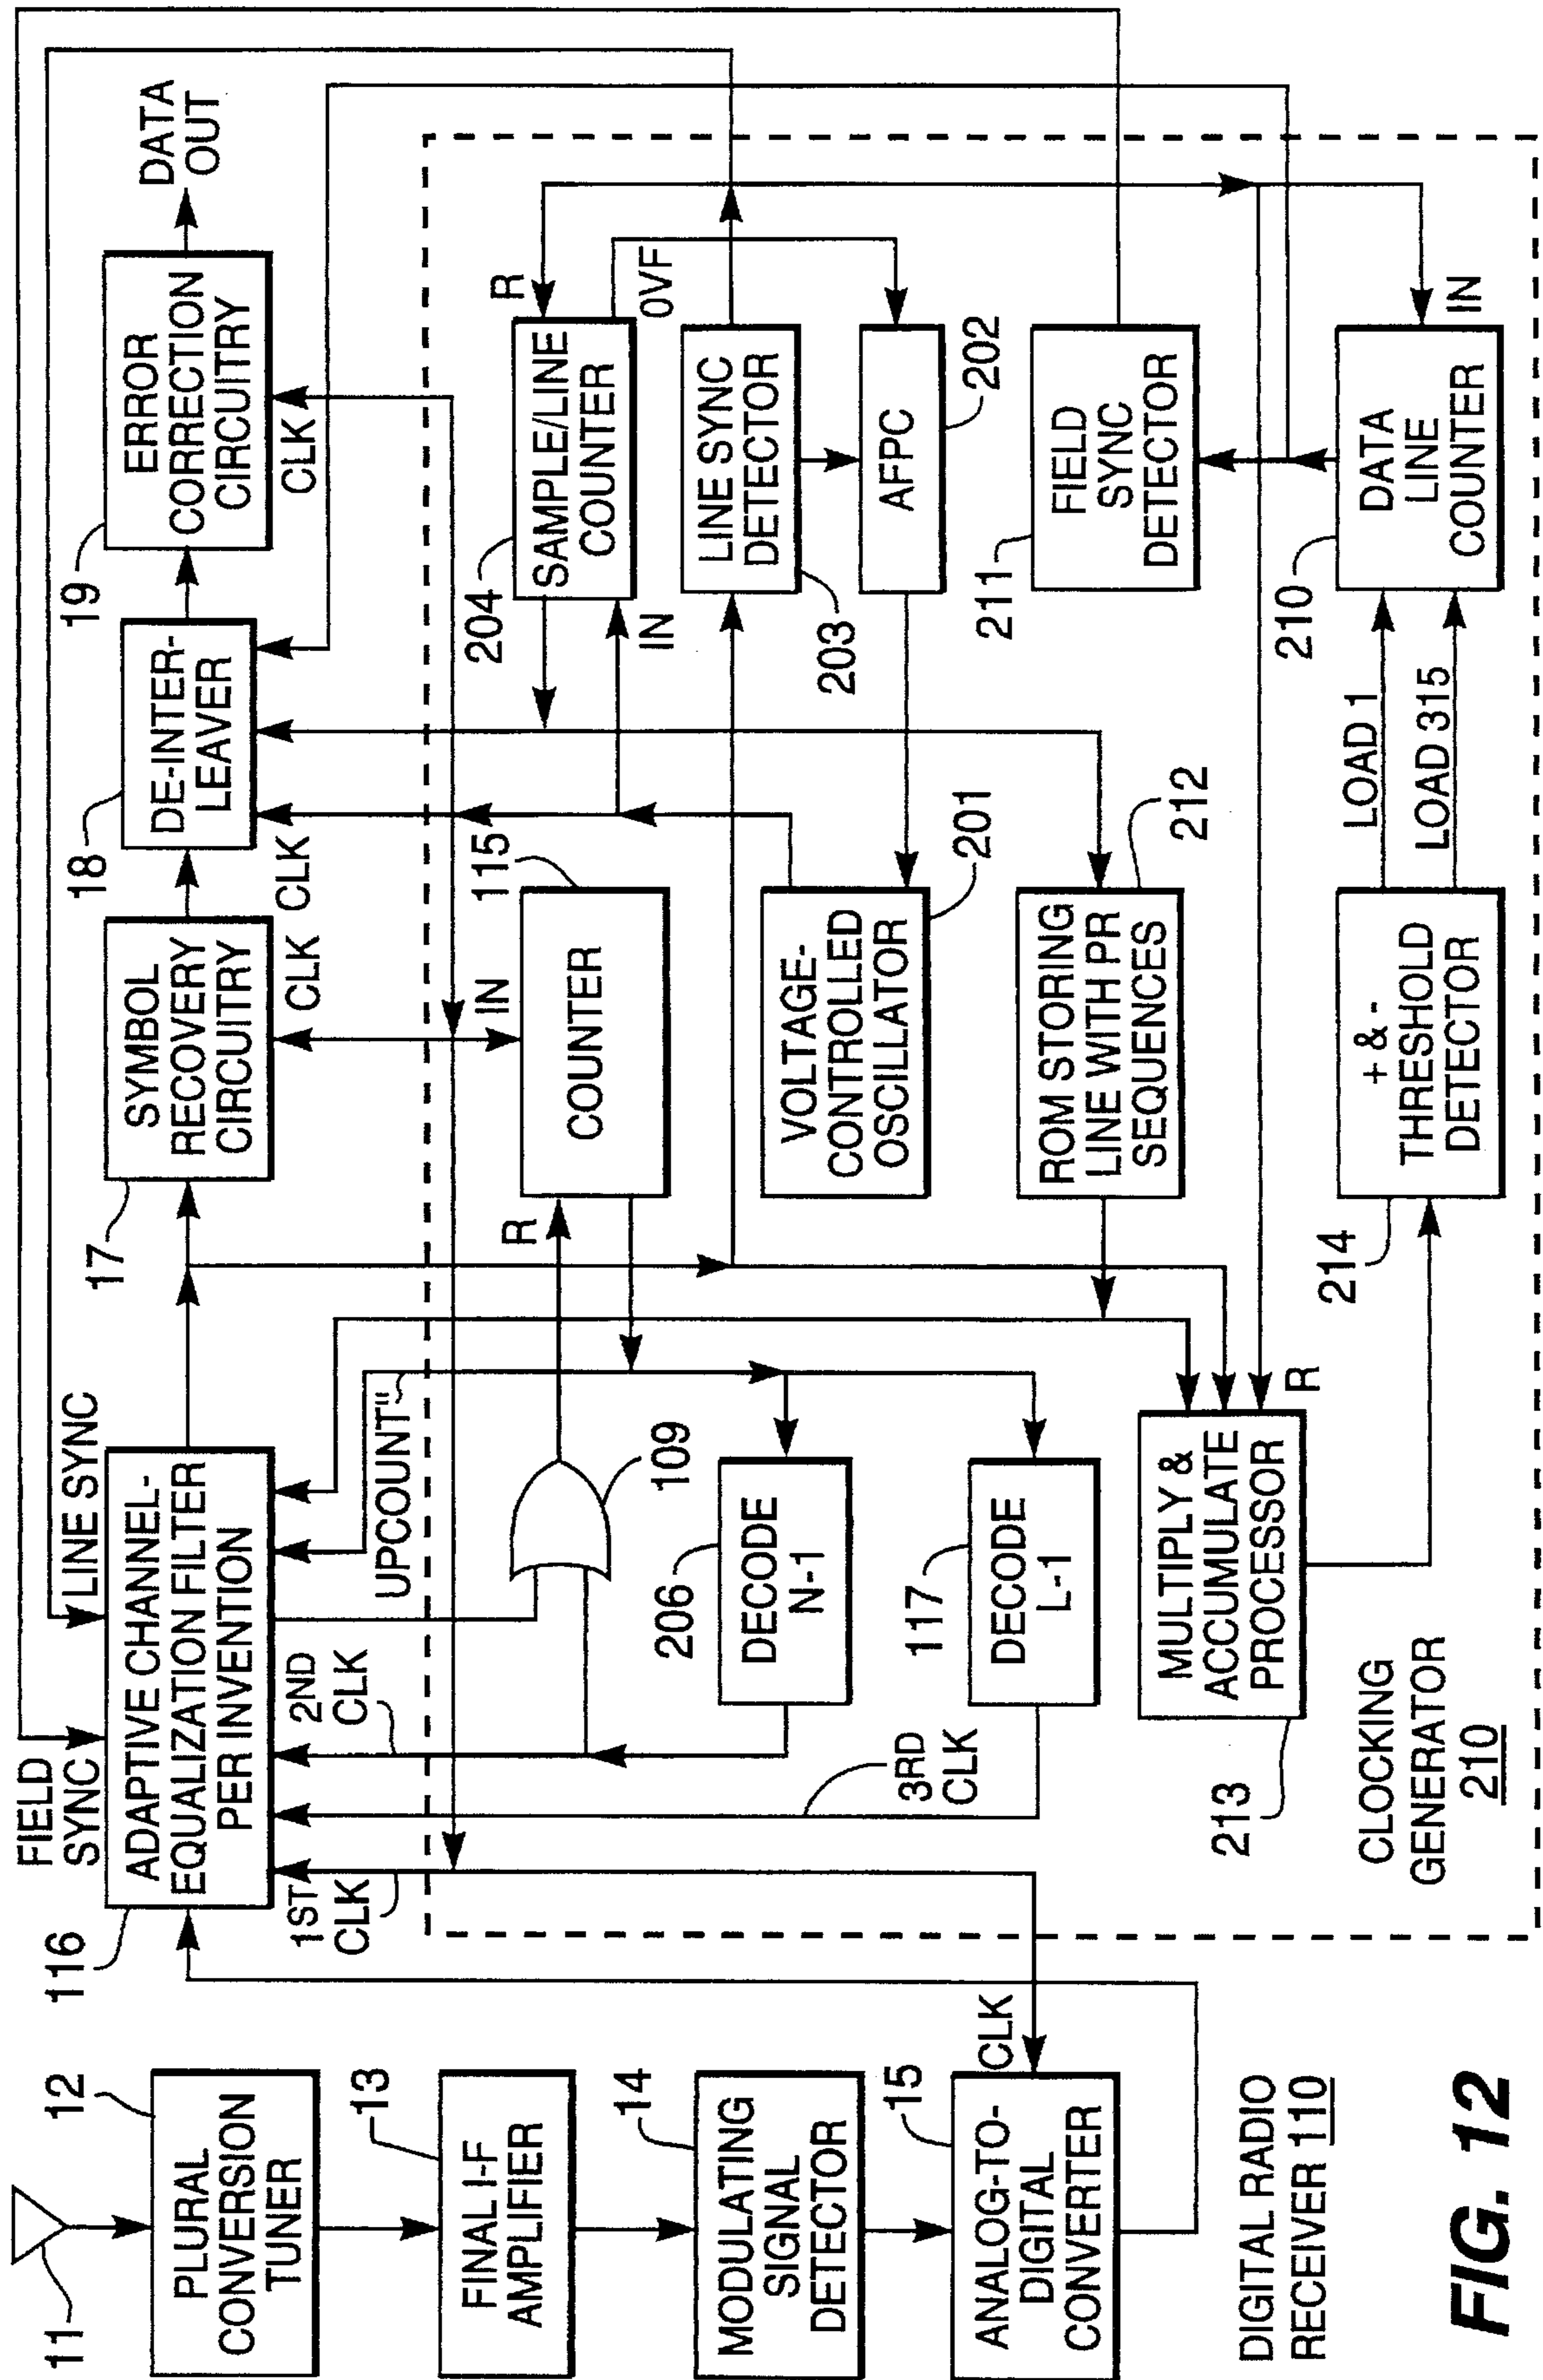 11
12
PLURAL
CONVERSION
TUNER
13
FINAL I-F
AMPLIFIER
14
MODULATING
SIGNAL
DETECTOR
15
ANALOG-TO-
DIGITAL
CONVERTER
CLK
DIGITAL RADIO
RECEIVER 110
FIG. 12
FIELD
SYNC
LINE SYNC
116
ADAPTIVE CHANNEL-
EQUALIZATION FILTER
PER INVENTION
1ST
CLK
2ND
CLK
3RD
CLK
UPCOUNT"
17
SYMBOL
RECOVERY
CIRCUITRY
CLK
18
DE-INTER-
LEAVER
CLK
19
ERROR
CORRECTION
CIRCUITRY
CLK
DATA
OUT
109
R
115
COUNTER
IN
204
SAMPLE/LINE
COUNTER
R
IN
OVF
206
DECODE
N-1
117
DECODE
L-1
VOLTAGE-
CONTROLLED
OSCILLATOR
201
LINE SYNC
DETECTOR
203
AFPC
202
ROM STORING
LINE WITH PR
SEQUENCES
212
211
FIELD
SYNC
DETECTOR
MULTIPLY &
ACCUMULATE
PROCESSOR
R
213
214
+ & -
THRESHOLD
DETECTOR
LOAD 1
LOAD 315
210
DATA
LINE
COUNTER
IN
CLOCKING
GENERATOR
210